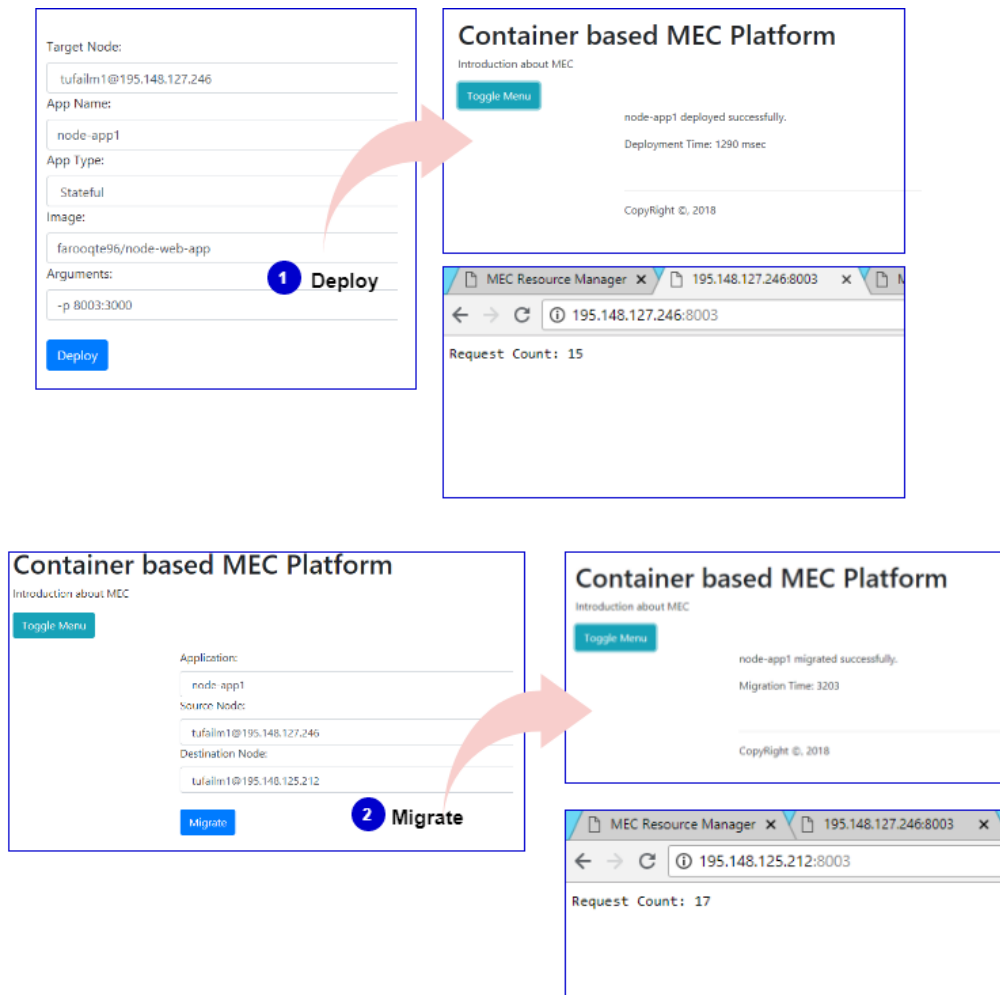 Target Node:
tufailm1@195.148.127.246
App Name:
node-app1
App Type:
Stateful
Image:
farooqte96/node-web-app
Arguments:
-p 8003:3000
Deploy
1 Deploy
Container based MEC Platform
Introduction about MEC
Toggle Menu
node-app1 deployed successfully.
Deployment Time: 1290 msec
CopyRight ©, 2018
MEC Resource Manager 195.148.127.246:8003
195.148.127.246:8003
Request Count: 15
Container based MEC Platform
Introduction about MEC
Toggle Menu
Application:
node-app1
Source Node:
tufailm1@195.148.127.246
Destination Node:
tufailm1@195.148.125.212
Migrate
2 Migrate
Container based MEC Platform
Introduction about MEC
Toggle Menu
node-app1 migrated successfully.
Migration Time: 3203
CopyRight ©, 2018
MEC Resource Manager 195.148.127.246:8003
195.148.125.212:8003
Request Count: 17